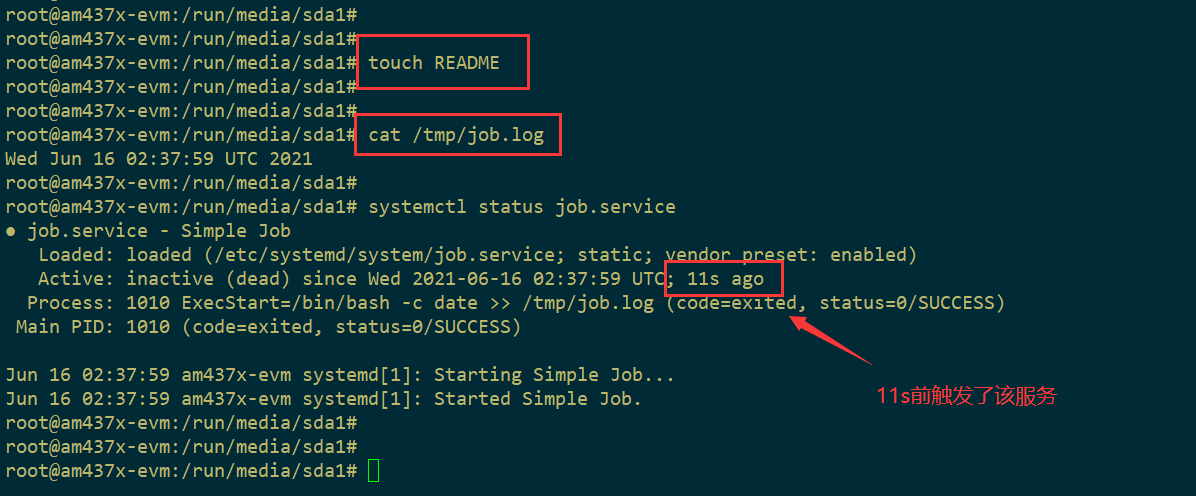 root@am437x-evm:/run/media/sda1#
root@am437x-evm:/run/media/sda1#
root@am437x-evm:/run/media/sda1# touch README
root@am437x-evm:/run/media/sda1#
root@am437x-evm:/run/media/sda1#
root@am437x-evm:/run/media/sda1# cat /tmp/job.log
Wed Jun 16 02:37:59 UTC 2021
root@am437x-evm:/run/media/sda1#
root@am437x-evm:/run/media/sda1# systemctl status job.service
● job.service - Simple Job
   Loaded: loaded (/etc/systemd/system/job.service; static; vendor preset: enabled)
   Active: inactive (dead) since Wed 2021-06-16 02:37:59 UTC; 11s ago
  Process: 1010 ExecStart=/bin/bash -c date >> /tmp/job.log (code=exited, status=0/SUCCESS)
 Main PID: 1010 (code=exited, status=0/SUCCESS)
Jun 16 02:37:59 am437x-evm systemd[1]: Starting Simple Job...
Jun 16 02:37:59 am437x-evm systemd[1]: Started Simple Job.
11s前触发了该服务
root@am437x-evm:/run/media/sda1#
root@am437x-evm:/run/media/sda1#
root@am437x-evm:/run/media/sda1#